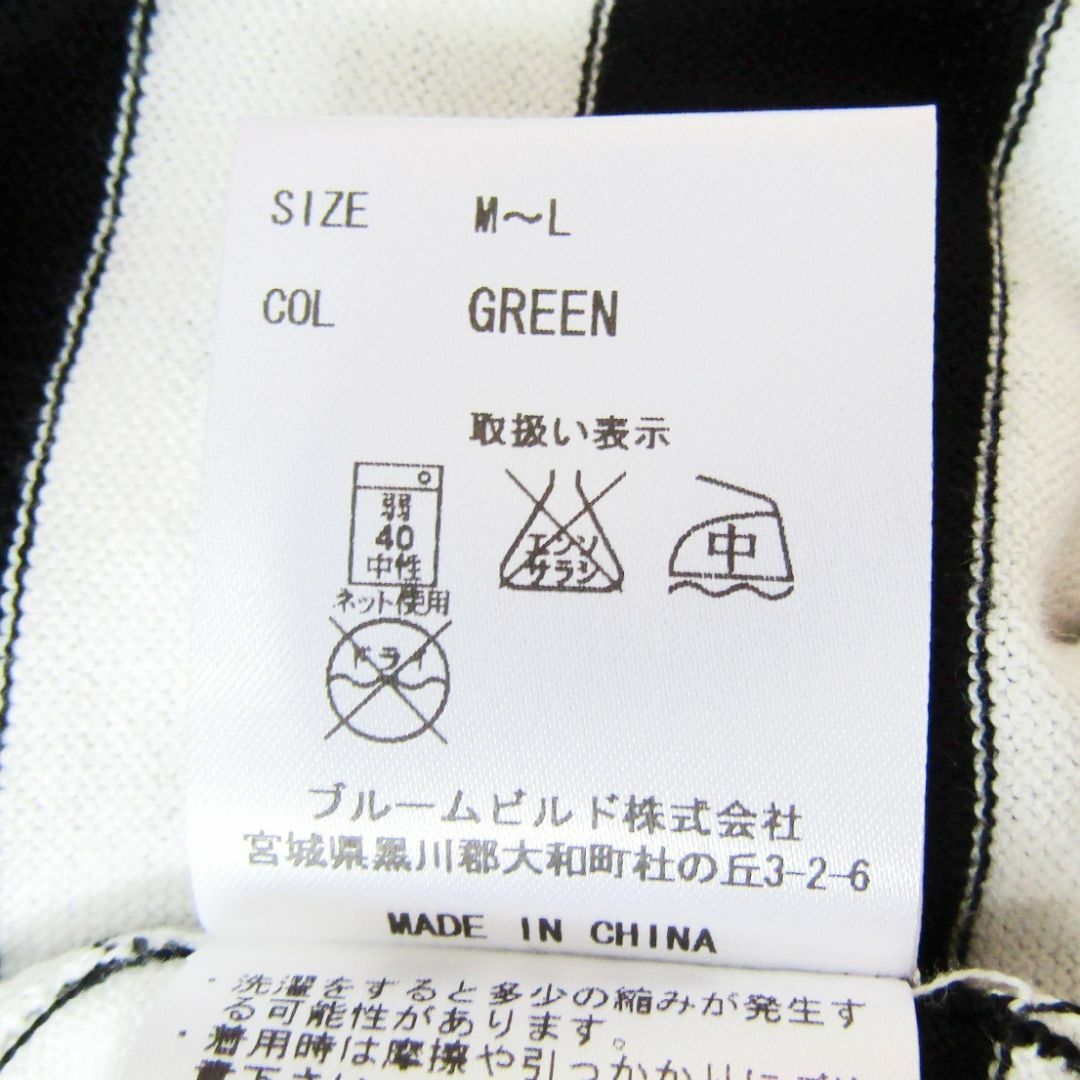 SIZE M〜L
COL GREEN
取扱い表示
弱
40
中性
ネット使用
エンソ
サラシ
中
ドライ
ブルームビルド株式会社
宮城県黒川郡大和町杜の丘3-2-6
MADE IN CHINA
・洗濯をすると多少の縮みが発生す
る可能性があります。
・着用時は摩擦や引っかかりに